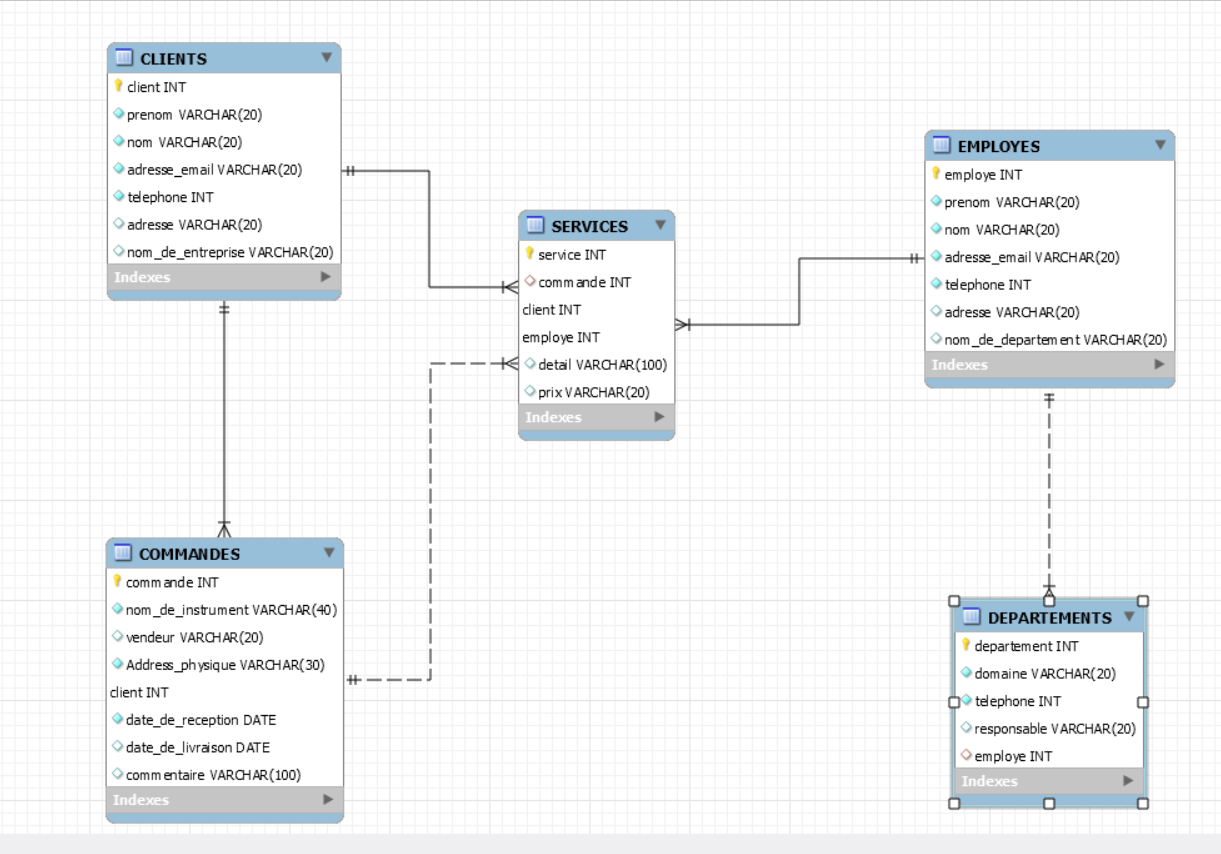 CLIENTS
client INT
prenom VARCHAR(20)
nom VARCHAR(20)
adresse_email VARCHAR(20)
telephone INT
adresse VARCHAR(20)
nom_de_entreprise VARCHAR(20)
Indexes
SERVICES
service INT
commande INT
client INT
employe INT
detail VARCHAR(100)
prix VARCHAR(20)
Indexes
EMPLOYES
employe INT
prenom VARCHAR(20)
nom VARCHAR(20)
adresse_email VARCHAR(20)
telephone INT
adresse VARCHAR(20)
nom_de_departement VARCHAR(20)
Indexes
COMMANDES
commande INT
nom_de_instrument VARCHAR(40)
vendeur VARCHAR(20)
Address_physique VARCHAR(30)
client INT
date_de_reception DATE
date_de_livraison DATE
commentaire VARCHAR(100)
Indexes
DEPARTEMENTS
departement INT
domaine VARCHAR(20)
telephone INT
responsable VARCHAR(20)
employe INT
Indexes